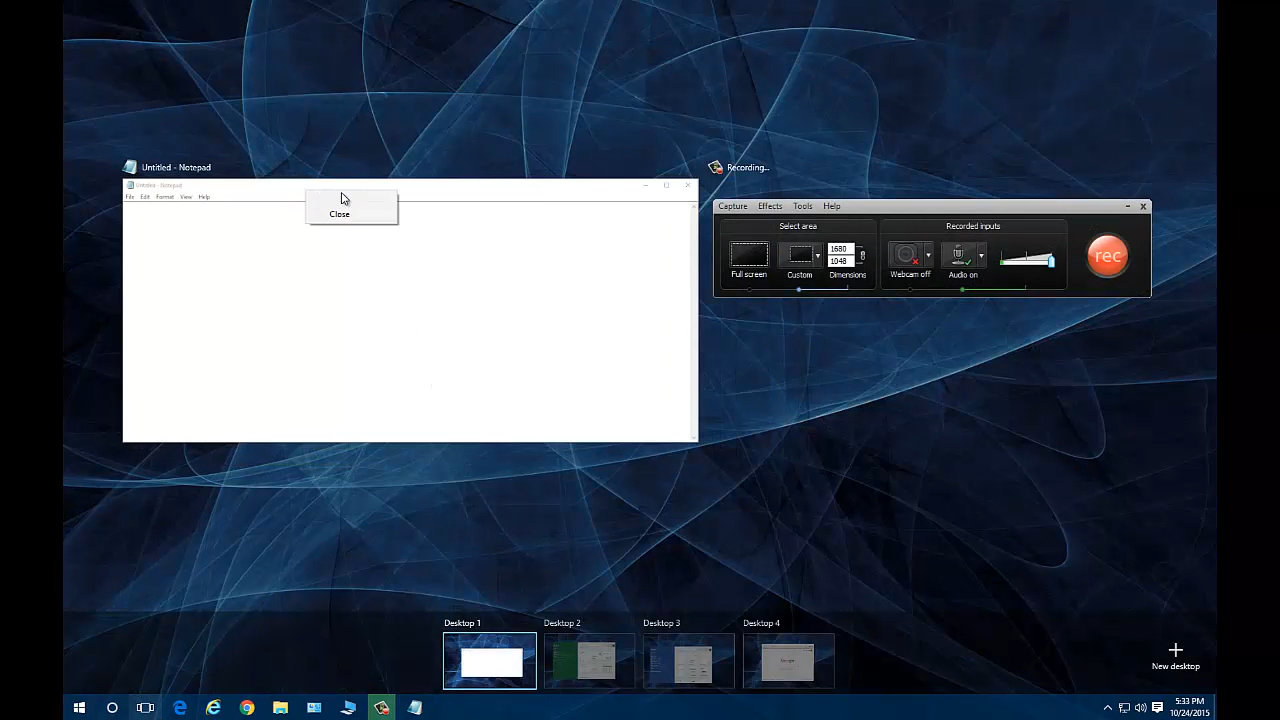 Untitled - Notepad
Untitled - Notepad
File Edit Format View Help
Close
Recording...
Capture Effects Tools Help
Select area
Recorded inputs
1680
1048
rec
Full screen Custom Dimensions Webcam off Audio on
Desktop 1 Desktop 2 Desktop 3 Desktop 4
New desktop
5:33 PM
10/24/2015